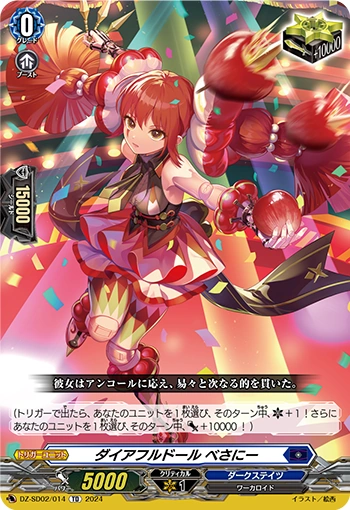 0
グレード
ブースト
+10000
15000
シールド
彼女はアンコールに応え、易々と次なる的を貫いた。
(トリガーで出たら、あなたのユニットを1枚選び、そのターン中、+1!さらに
あなたのユニットを1枚選び、そのターン中、+10000!)
トリガーユニット
ダイアフルドール べさにー
パワー
5000
クリティカル
1
ダークステイツ
ワーカロイド
DZ-SD02/014 TD 2024
イラスト/絵西